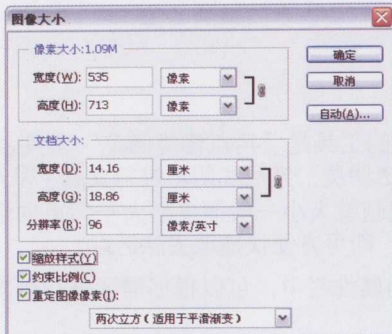 图像大小
像素大小:1.09M
宽度(W): 535 像素
高度(H): 713 像素
文档大小:
宽度(D): 14.16 厘米
高度(G): 18.86 厘米
分辨率(R): 96 像素/英寸
缩放样式(Y)
约束比例(C)
重定图像像素(I):
两次立方（适用于平滑渐变）
确定
取消
自动(A)...